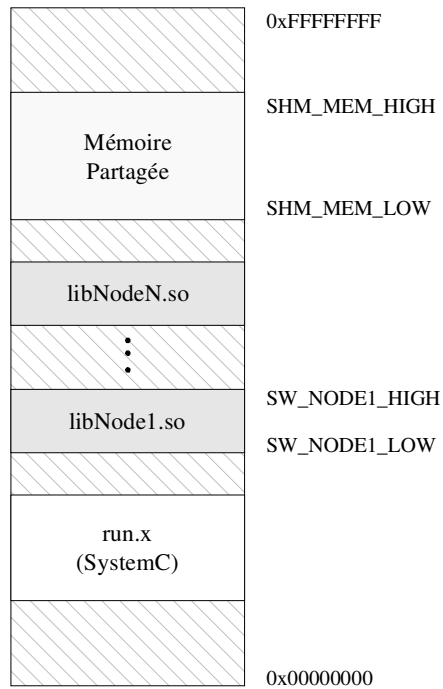 0xFFFFFFFF
SHM_MEM_HIGH
Mémoire
Partagée
SHM_MEM_LOW
libNodeN.so
SW_NODE1_HIGH
libNode1.so
SW_NODE1_LOW
run.x
(SystemC)
0x00000000